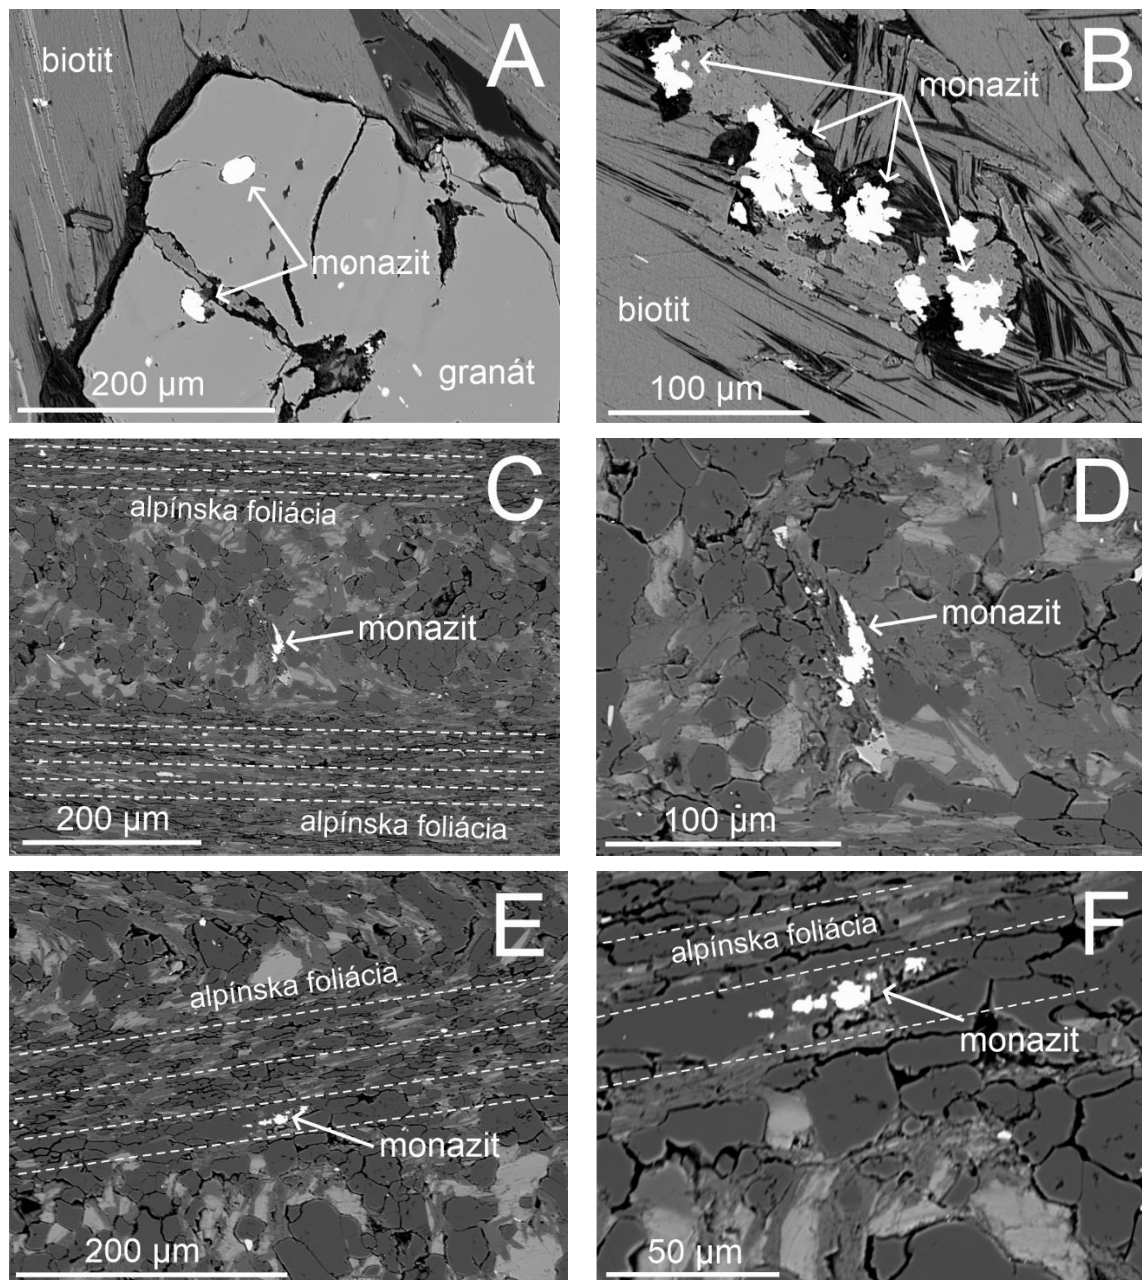 A
biotit
monazit
granát
200 µm
B
monazit
biotit
100 µm
C
alpínska foliácia
monazit
200 µm
alpínska foliácia
D
monazit
100 µm
E
alpínska foliácia
monazit
200 µm
F
alpínska foliácia
monazit
50 µm